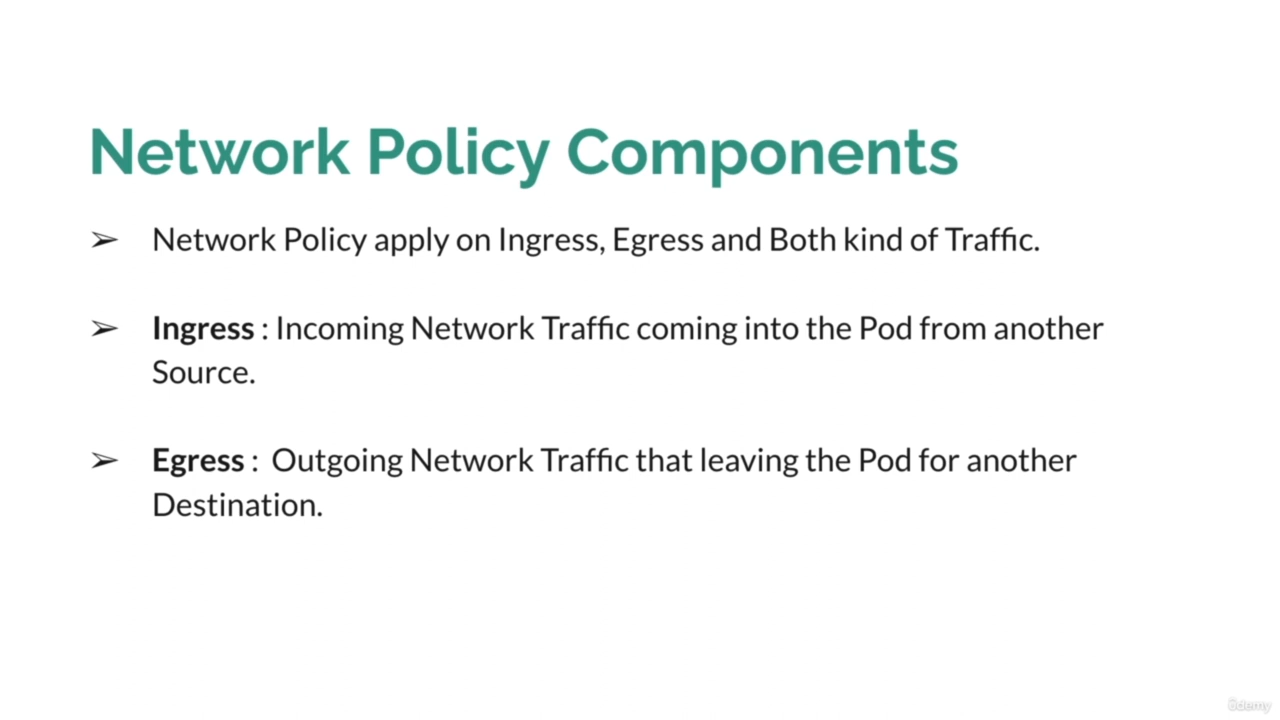 Network Policy Components
➢ Network Policy apply on Ingress, Egress and Both kind of Traffic.
➢ Ingress : Incoming Network Traffic coming into the Pod from another
Source.
➢ Egress : Outgoing Network Traffic that leaving the Pod for another
Destination.
ûdemy